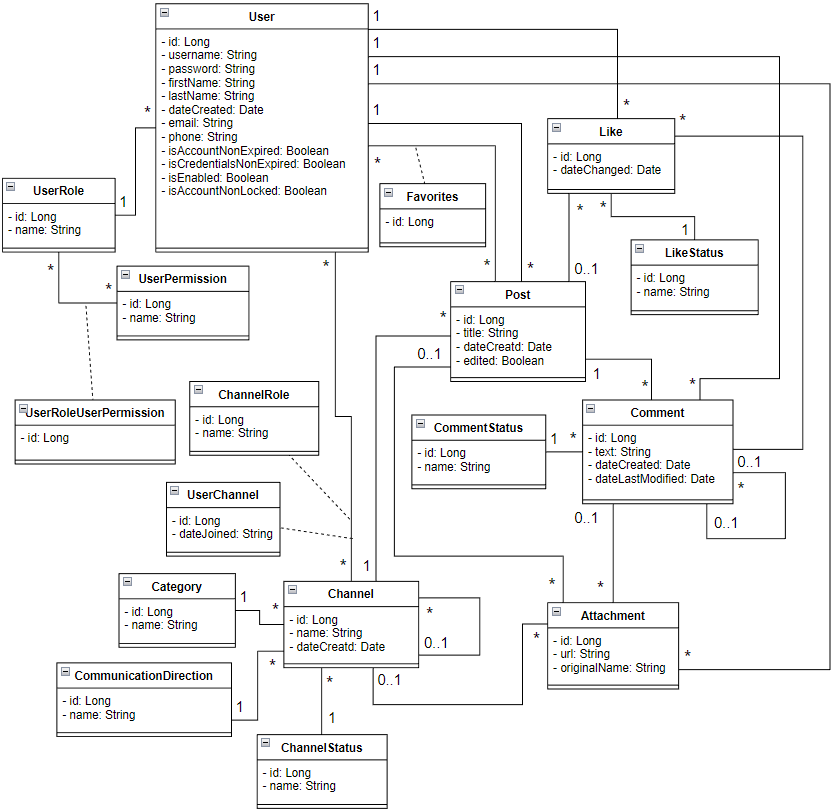 User
- id: Long
- username: String
- password: String
- firstName: String
- lastName: String
- dateCreated: Date
- email: String
- phone: String
- isAccountNonExpired: Boolean
- isCredentialsNonExpired: Boolean
- isEnabled: Boolean
- isAccountNonLocked: Boolean
1
1
1
1
*
*
*
1
Like
- id: Long
- dateChanged: Date
*
*
*
*
0..1
1
UserRole
- id: Long
- name: String
*
*
Favorites
- id: Long
*
*
LikeStatus
- id: Long
- name: String
UserPermission
- id: Long
- name: String
Post
- id: Long
- title: String
- dateCreatd: Date
- edited: Boolean
*
0..1
1
*
*
UserRoleUserPermission
- id: Long
ChannelRole
- id: Long
- name: String
CommentStatus
- id: Long
- name: String
1
*
Comment
- id: Long
- text: String
- dateCreated: Date
- dateLastModified: Date
0..1
*
0..1
0..1
UserChannel
- id: Long
- dateJoined: String
*
1
*
*
Category
- id: Long
- name: String
1
*
Channel
- id: Long
- name: String
- dateCreatd: Date
*
0..1
*
*
0..1
Attachment
- id: Long
- url: String
- originalName: String
*
*
CommunicationDirection
- id: Long
- name: String
1
1
ChannelStatus
- id: Long
- name: String